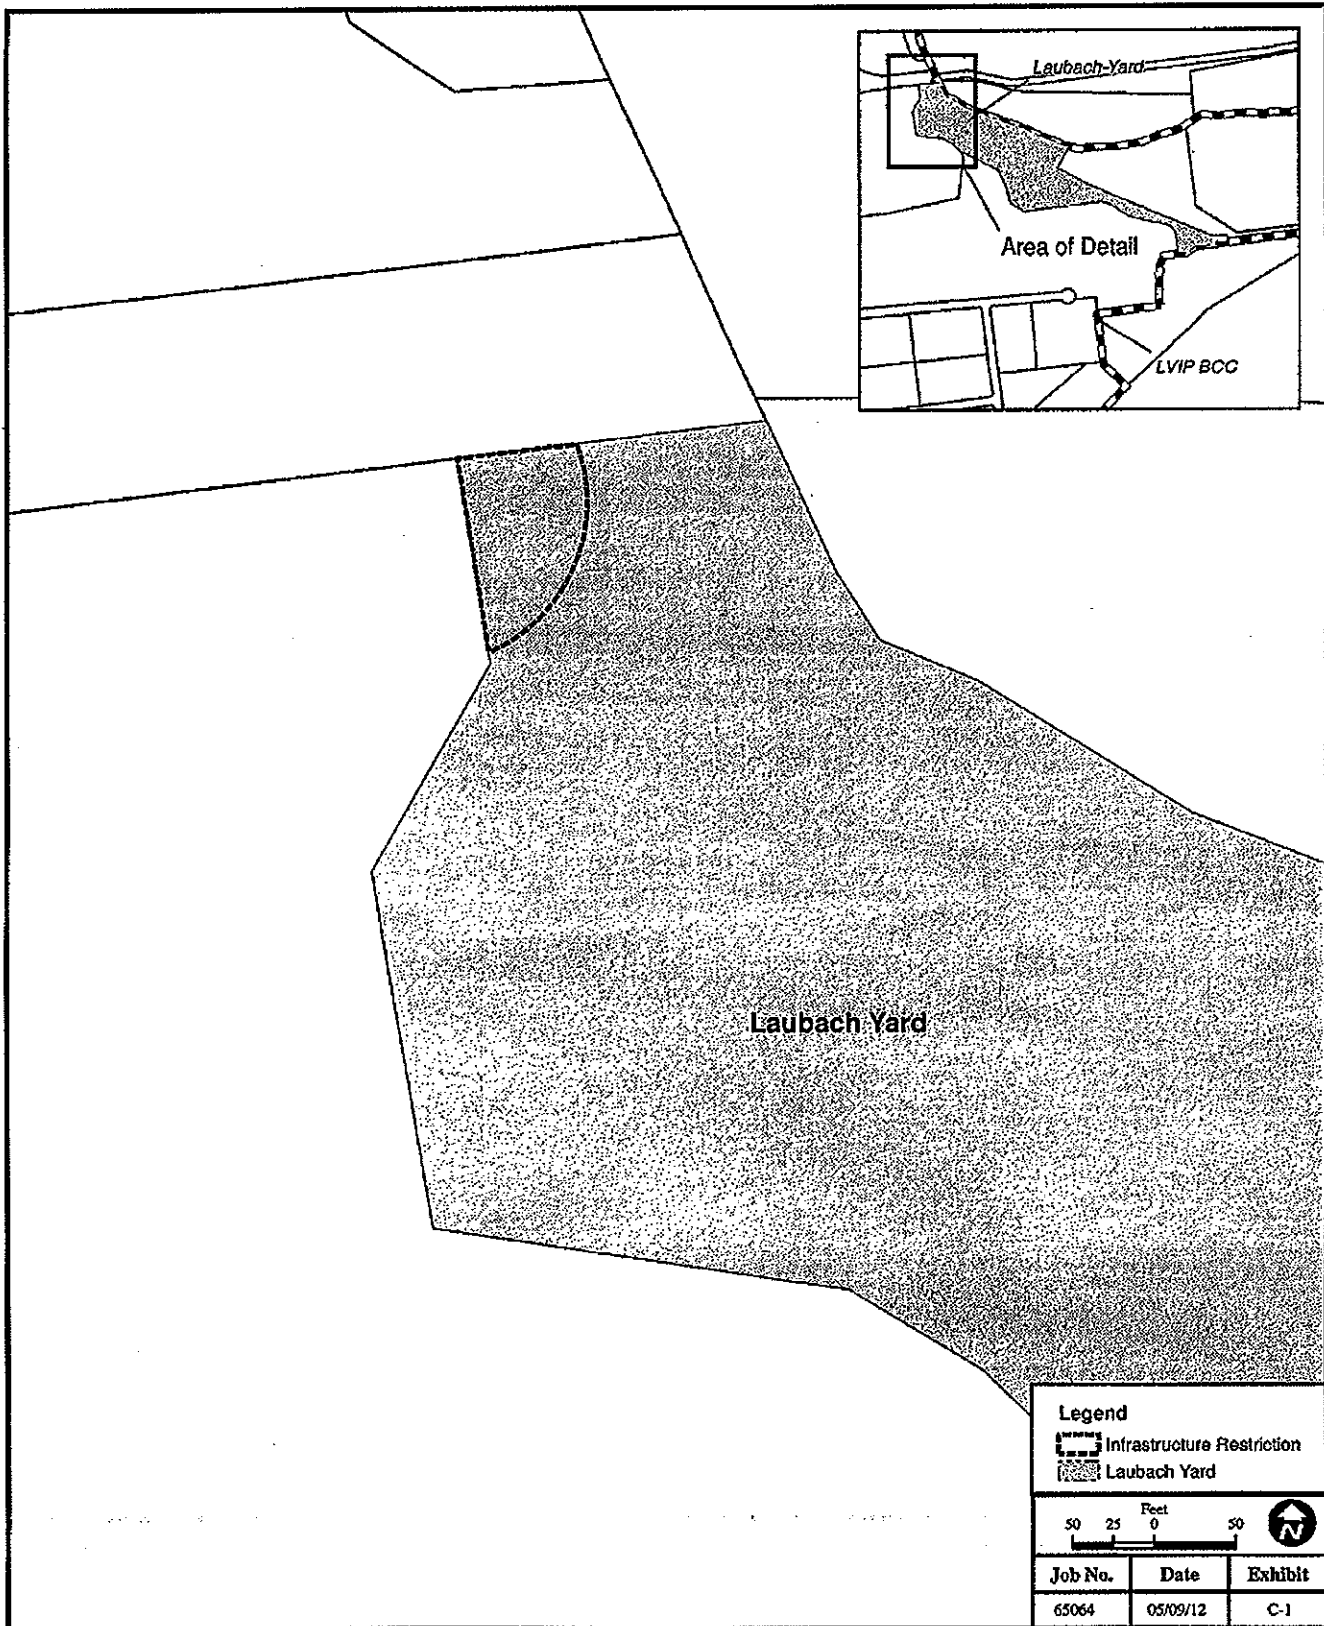 Laubach-Yard
Area of Detail
LVIP BCC
Laubach Yard
Legend
Infrastructure Restriction
Laubach Yard
Feet
50 25 0 50
N
Job No. Date Exhibit
65064 05/09/12 C-1